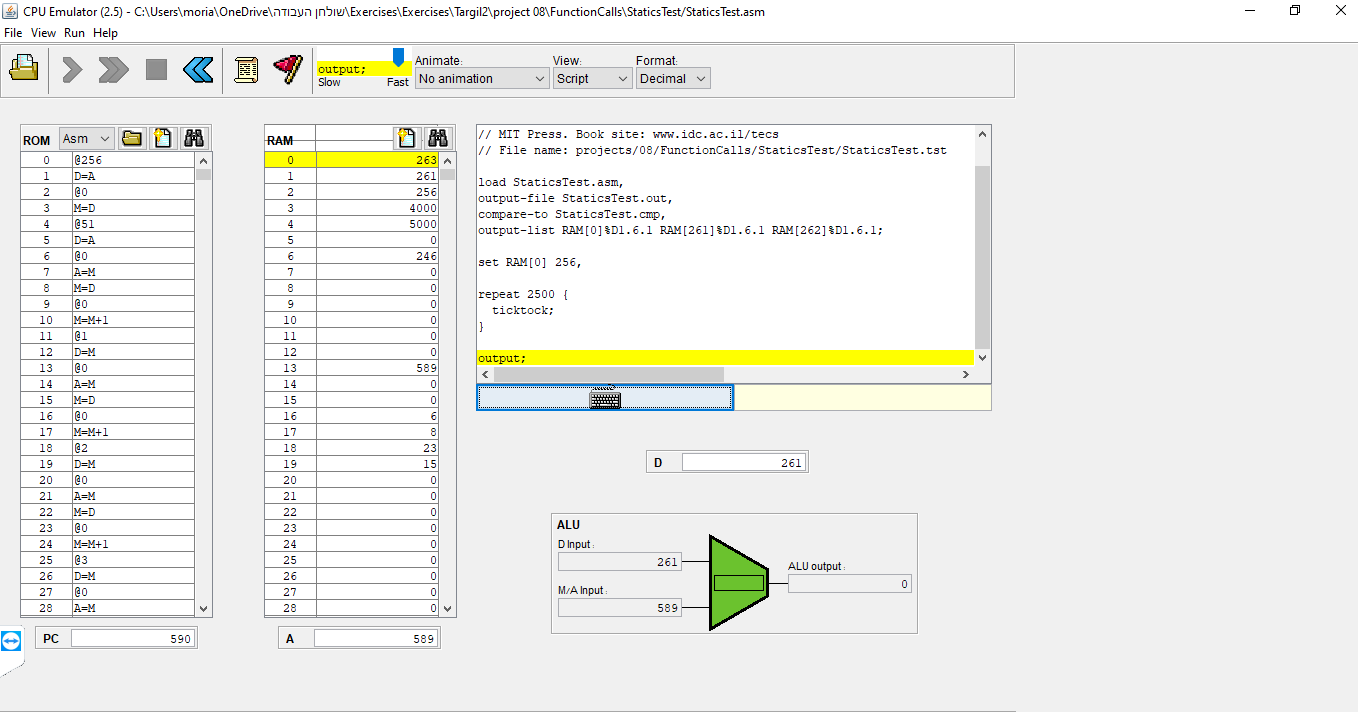 CPU Emulator (2.5) - C:\Users\moria\OneDrive\שולחן העבודה\Exercises\Exercises\Targil2\project 08\FunctionCalls\StaticsTest/StaticsTest.asm
File View Run Help
output;
Slow Fast
Animate:
No animation
View:
Script
Format:
Decimal
ROM Asm
0 @256
1 D=A
2 @0
3 M=D
4 @51
5 D=A
6 @0
7 A=M
8 M=D
9 @0
10 M=M+1
11 @1
12 D=M
13 @0
14 A=M
15 M=D
16 @0
17 M=M+1
18 @2
19 D=M
20 @0
21 A=M
22 M=D
23 @0
24 M=M+1
25 @3
26 D=M
27 @0
28 A=M
PC 590
RAM
0 263
1 261
2 256
3 4000
4 5000
5 0
6 246
7 0
8 0
9 0
10 0
11 0
12 0
13 589
14 0
15 0
16 6
17 8
18 23
19 15
20 0
21 0
22 0
23 0
24 0
25 0
26 0
27 0
28 0
A 589
// MIT Press. Book site: www.idc.ac.il/tecs
// File name: projects/08/FunctionCalls/StaticsTest/StaticsTest.tst
load StaticsTest.asm,
output-file StaticsTest.out,
compare-to StaticsTest.cmp,
output-list RAM[0]%D1.6.1 RAM[261]%D1.6.1 RAM[262]%D1.6.1;
set RAM[0] 256,
repeat 2500 {
ticktock;
}
output;
D 261
ALU
D Input :
261
M/A Input :
589
ALU output :
0